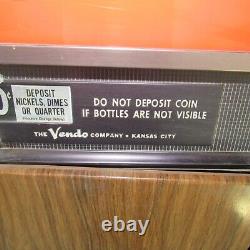 DEPOSIT
NICKELS, DIMES
OR QUARTER
DO NOT DEPOSIT COIN
IF BOTTLES ARE NOT VISIBLE
THE Vendo COMPANY • KANSAS CITY